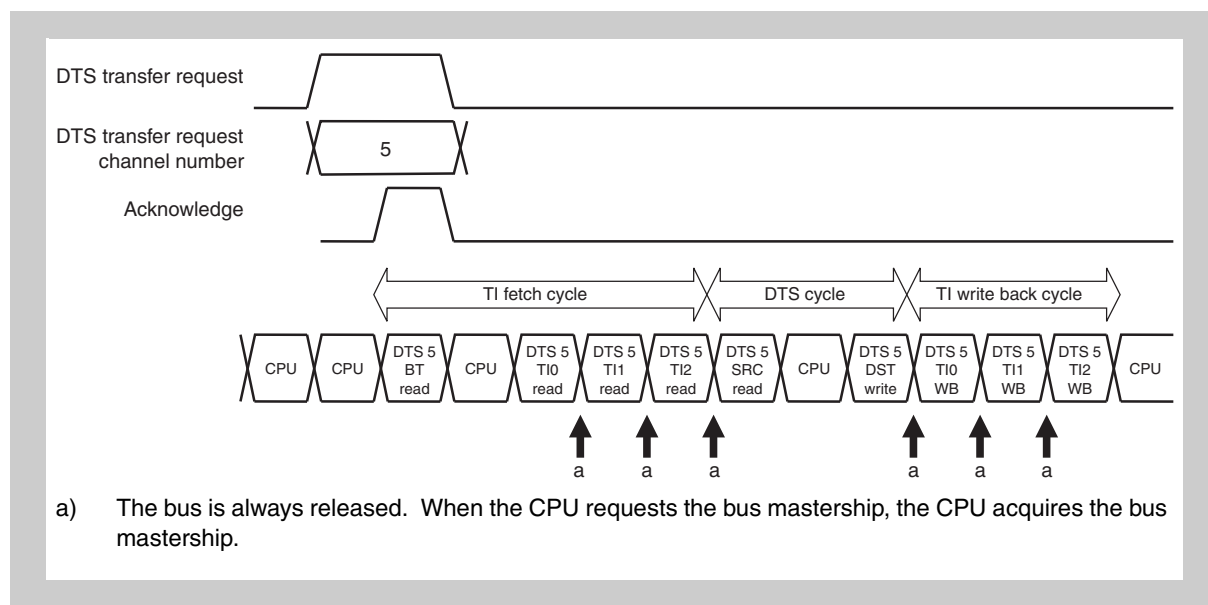 DTS transfer request
DTS transfer request
channel number
5
Acknowledge
TI fetch cycle
DTS cycle
TI write back cycle
CPU
CPU
DTS 5
BT
read
CPU
DTS 5
TI0
read
DTS 5
TI1
read
DTS 5
TI2
read
DTS 5
SRC
read
CPU
DTS 5
DST
write
DTS 5
TI0
WB
DTS 5
TI1
WB
DTS 5
TI2
WB
CPU
a
a
a
a
a
a
a) The bus is always released. When the CPU requests the bus mastership, the CPU acquires the bus
mastership.